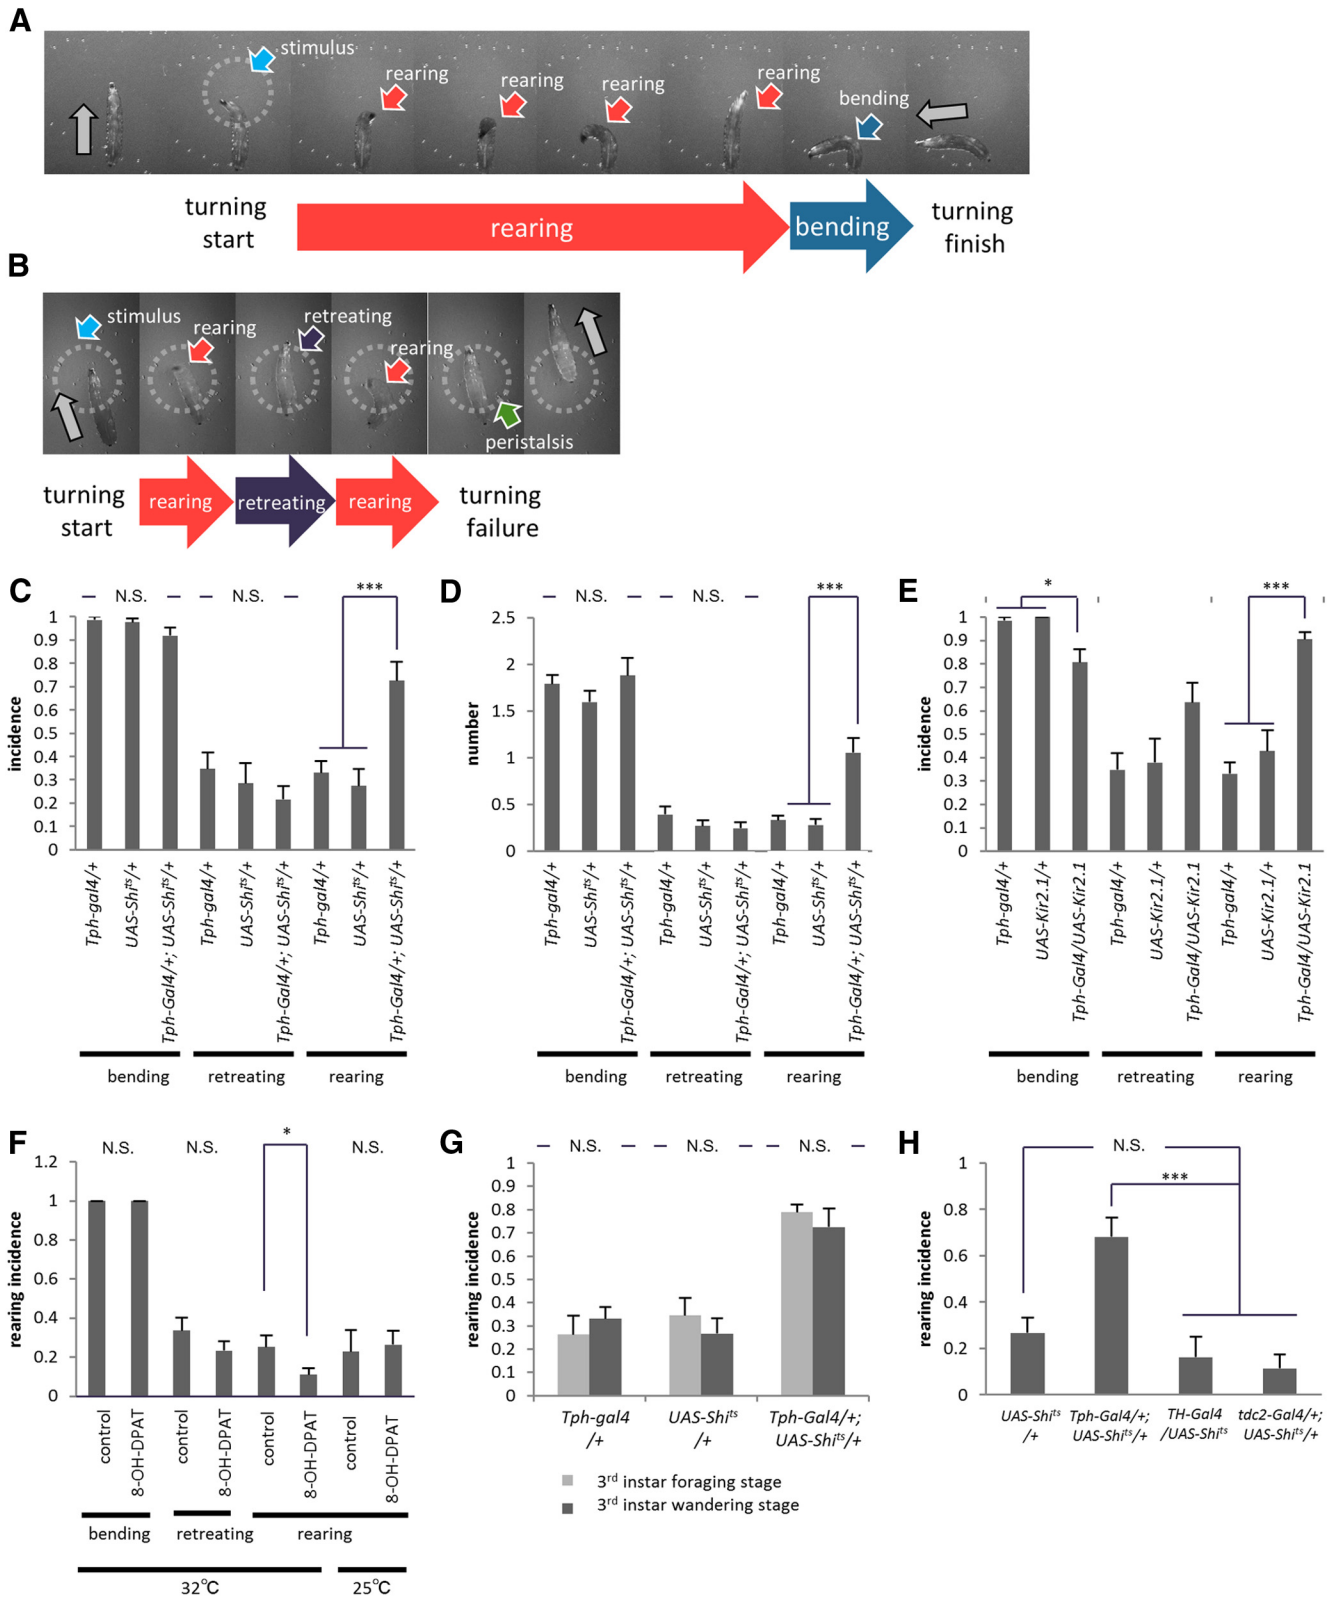 A
stimulus
rearing
rearing
rearing
rearing
bending
turning
start
rearing
bending
turning
finish
B
stimulus
rearing
retreating
rearing
peristalsis
turning
start
rearing
retreating
rearing
turning
failure
C
N.S.
N.S.
***
incidence
1
0.9
0.8
0.7
0.6
0.5
0.4
0.3
0.2
0.1
0
Tph-gal4/+
UAS-Shits/+
Tph-Gal4/+; UAS-Shits/+
Tph-gal4/+
UAS-Shits/+
Tph-Gal4/+; UAS-Shits/+
Tph-gal4/+
UAS-Shits/+
Tph-Gal4/+; UAS-Shits/+
bending
retreating
rearing
D
N.S.
N.S.
***
number
2.5
2
1.5
1
0.5
0
Tph-gal4/+
UAS-Shits/+
Tph-Gal4/+; UAS-Shits/+
Tph-gal4/+
UAS-Shits/+
Tph-Gal4/+; UAS-Shits/+
Tph-gal4/+
UAS-Shits/+
Tph-Gal4/+; UAS-Shits/+
bending
retreating
rearing
E
*
***
incidence
1
0.9
0.8
0.7
0.6
0.5
0.4
0.3
0.2
0.1
0
Tph-gal4/+
UAS-Kir2.1/+
Tph-Gal4/UAS-Kir2.1
Tph-gal4/+
UAS-Kir2.1/+
Tph-Gal4/UAS-Kir2.1
Tph-gal4/+
UAS-Kir2.1/+
Tph-Gal4/UAS-Kir2.1
bending
retreating
rearing
F
N.S.
N.S.
*
N.S.
rearing incidence
1.2
1
0.8
0.6
0.4
0.2
0
control
8-OH-DPAT
control
8-OH-DPAT
control
8-OH-DPAT
control
8-OH-DPAT
bending
retreating
rearing
32℃
25℃
G
N.S.
N.S.
N.S.
rearing incidence
1
0.9
0.8
0.7
0.6
0.5
0.4
0.3
0.2
0.1
0
Tph-gal4
/+
UAS-Shits
/+
Tph-Gal4/+;
UAS-Shits/+
3rd instar foraging stage
3rd instar wandering stage
H
N.S.
***
rearing incidence
1
0.8
0.6
0.4
0.2
0
UAS-Shits
/+
Tph-Gal4/+;
UAS-Shits/+
TH-Gal4
/UAS-Shits
tdc2-Gal4/+;
UAS-Shits/+